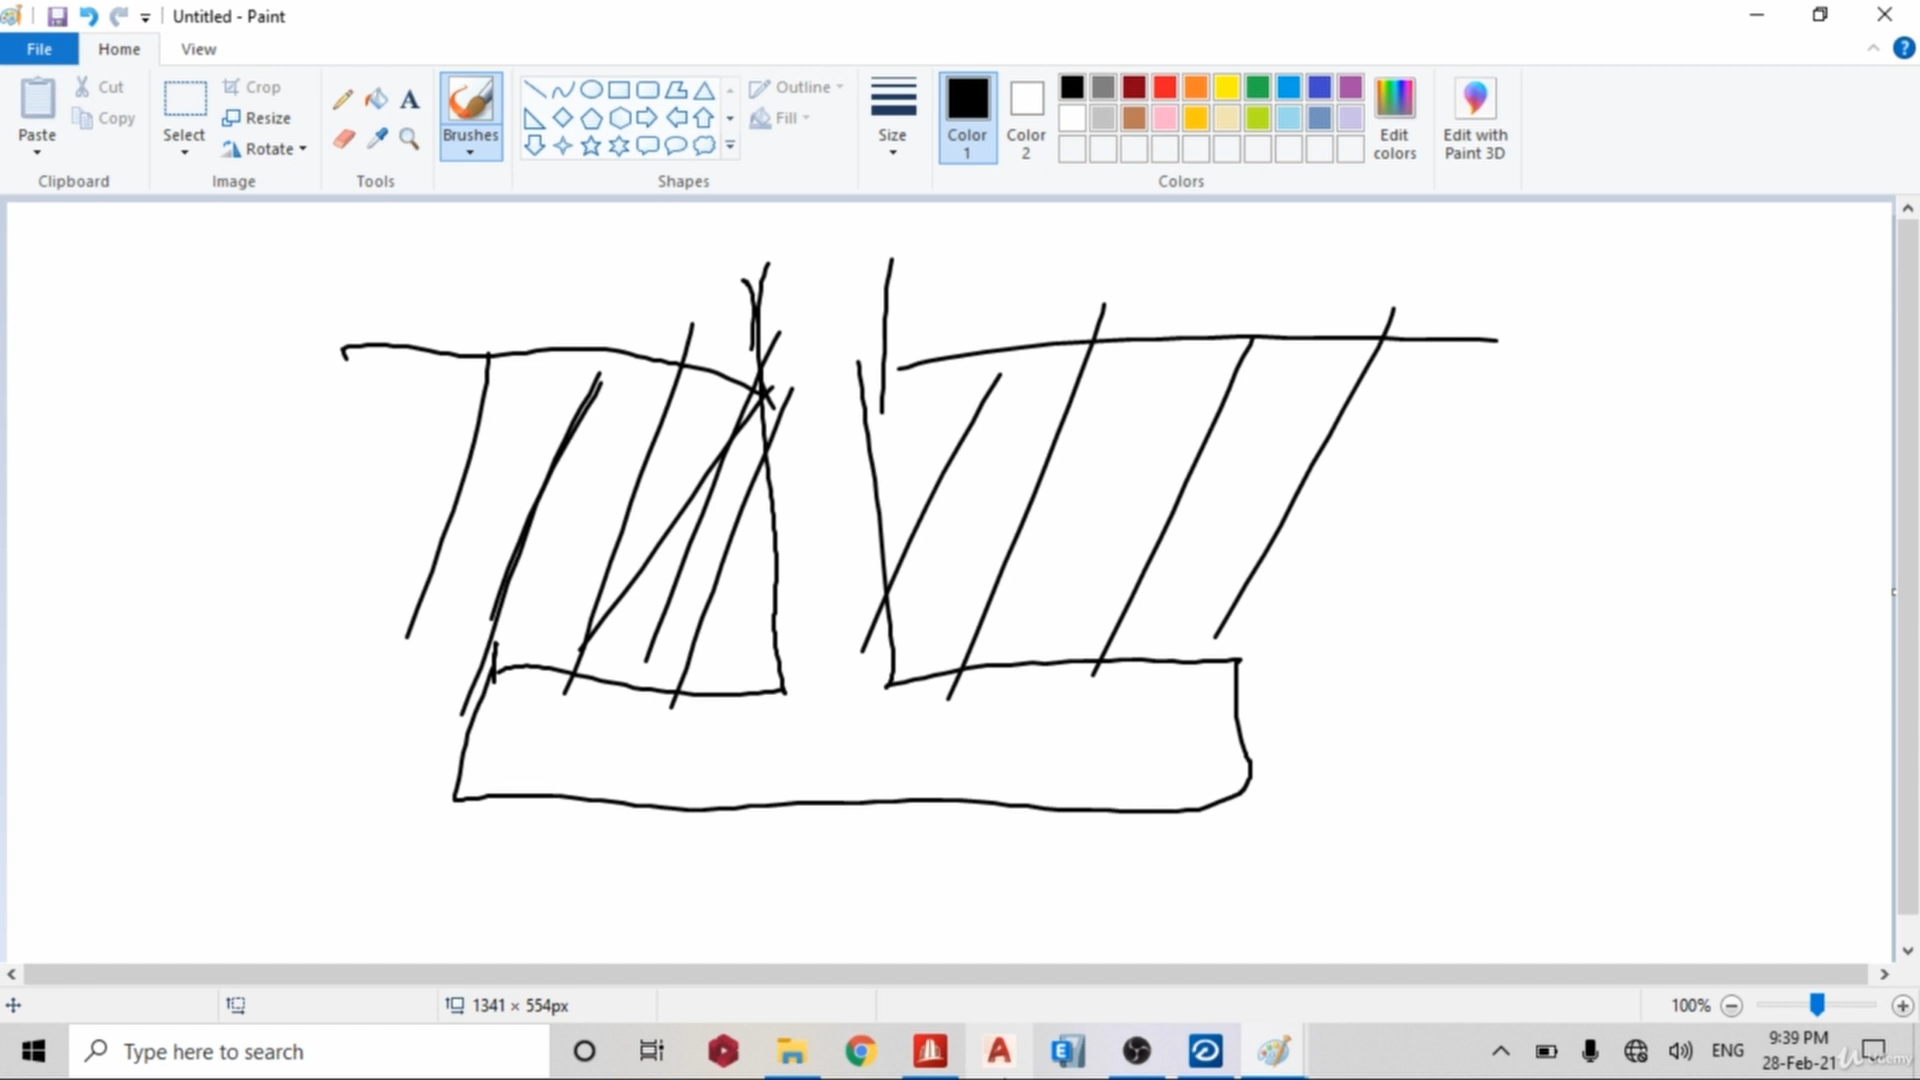 Untitled - Paint
File Home View
Paste Cut Copy Clipboard
Select Crop Resize Rotate Image
Tools
Brushes
Outline Fill Shapes
Size
Color 1 Color 2 Edit colors Colors
Edit with Paint 3D
1341 × 554px 100%
Type here to search
ENG 9:39 PM 28-Feb-21
Udemy